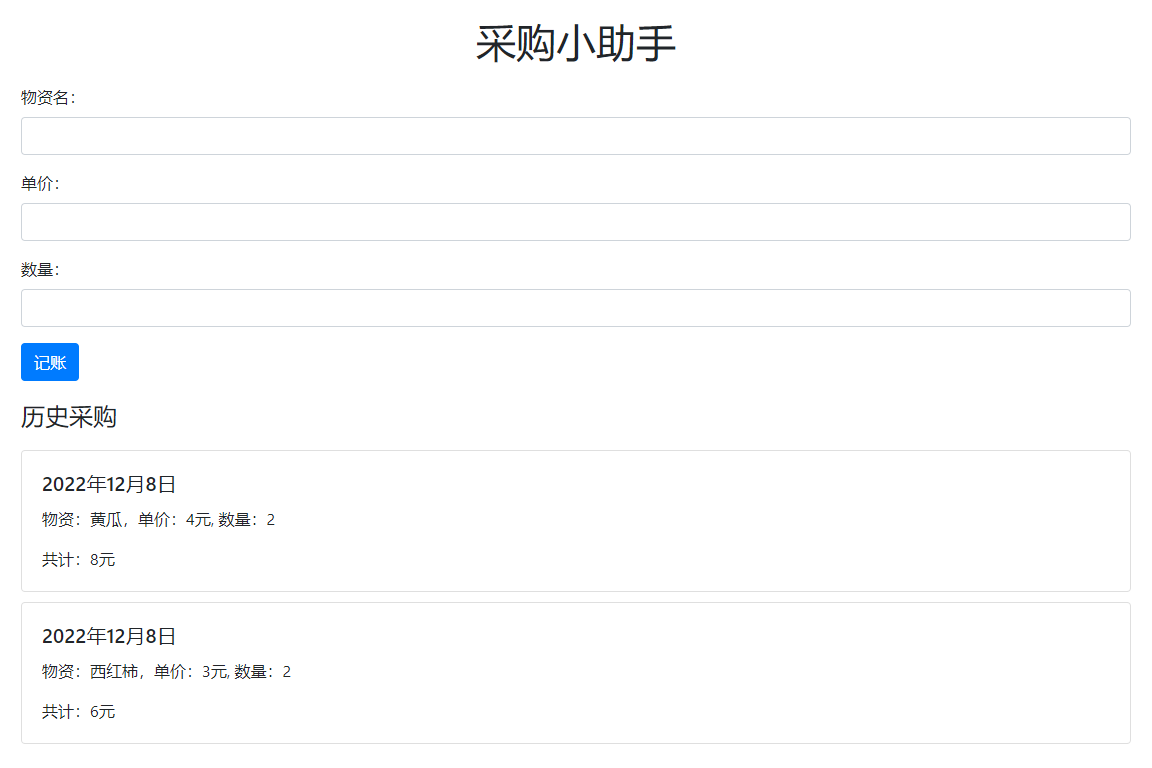 采购小助手
物资名：
单价：
数量：
记账
历史采购
2022年12月8日
物资：黄瓜，单价：4元, 数量：2
共计：8元
2022年12月8日
物资：西红柿，单价：3元, 数量：2
共计：6元